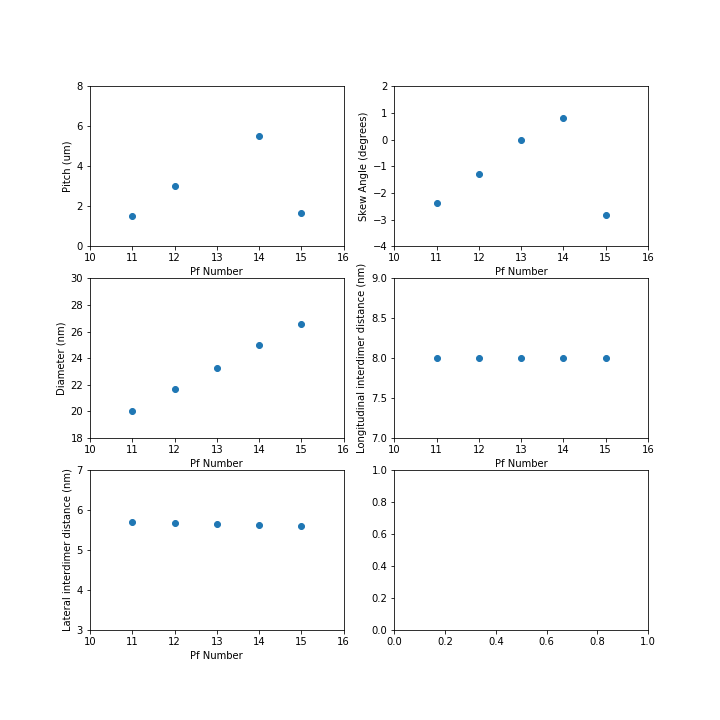 8
6
4
2
0
Pitch (um)
10 11 12 13 14 15 16
Pf Number
2
1
0
−1
−2
−3
−4
Skew Angle (degrees)
10 11 12 13 14 15 16
Pf Number
30
28
26
24
22
20
18
Diameter (nm)
10 11 12 13 14 15 16
Pf Number
9.0
8.5
8.0
7.5
7.0
Longitudinal interdimer distance (nm)
10 11 12 13 14 15 16
Pf Number
7
6
5
4
3
Lateral interdimer distance (nm)
10 11 12 13 14 15 16
Pf Number
1.0
0.8
0.6
0.4
0.2
0.0
0.0 0.2 0.4 0.6 0.8 1.0